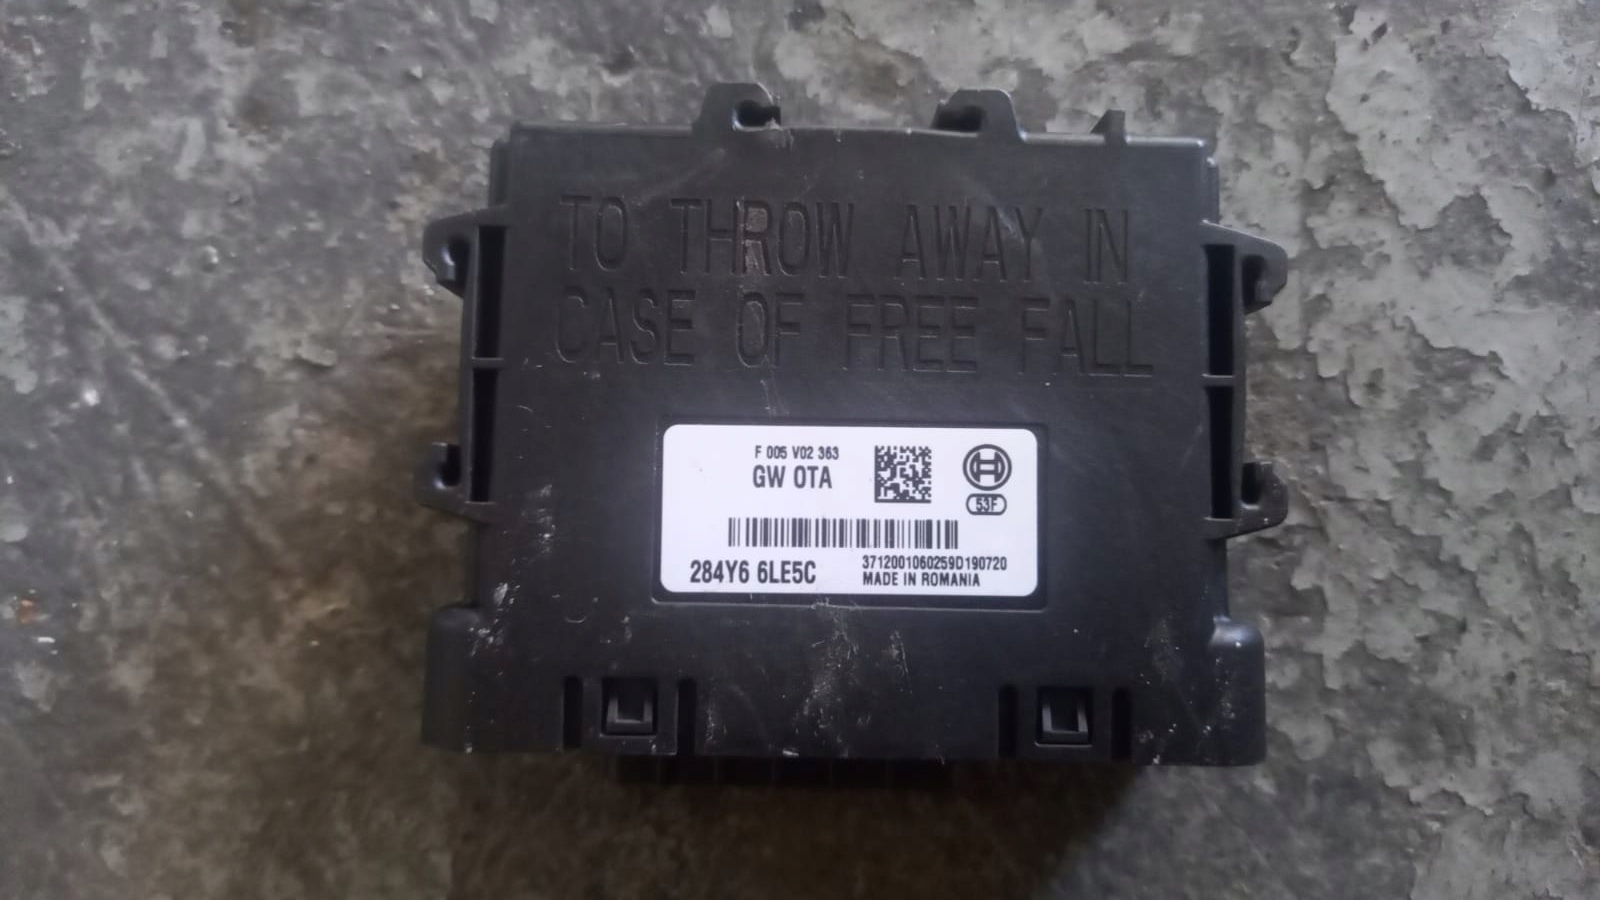 TO THROW AWAY IN
CASE OF FREE FALL
F 005 V02 363
GW OTA
53F
284Y6 6LE5C
3712001060259D190720
MADE IN ROMANIA